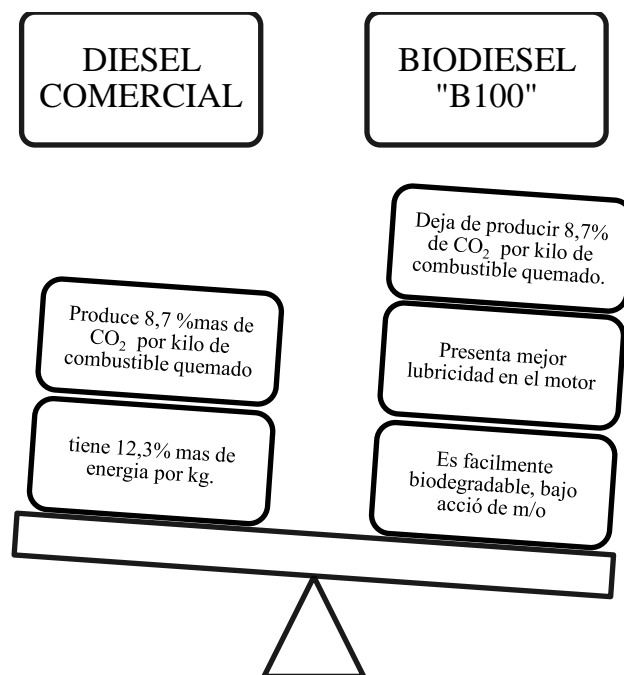 DIESEL
COMERCIAL
BIODIESEL
"B100"
Produce 8,7 %mas de
CO₂ por kilo de
combustible quemado
tiene 12,3% mas de
energia por kg.
Deja de producir 8,7%
de CO₂ por kilo de
combustible quemado.
Presenta mejor
lubricidad en el motor
Es facilmente
biodegradable, bajo
acció de m/o